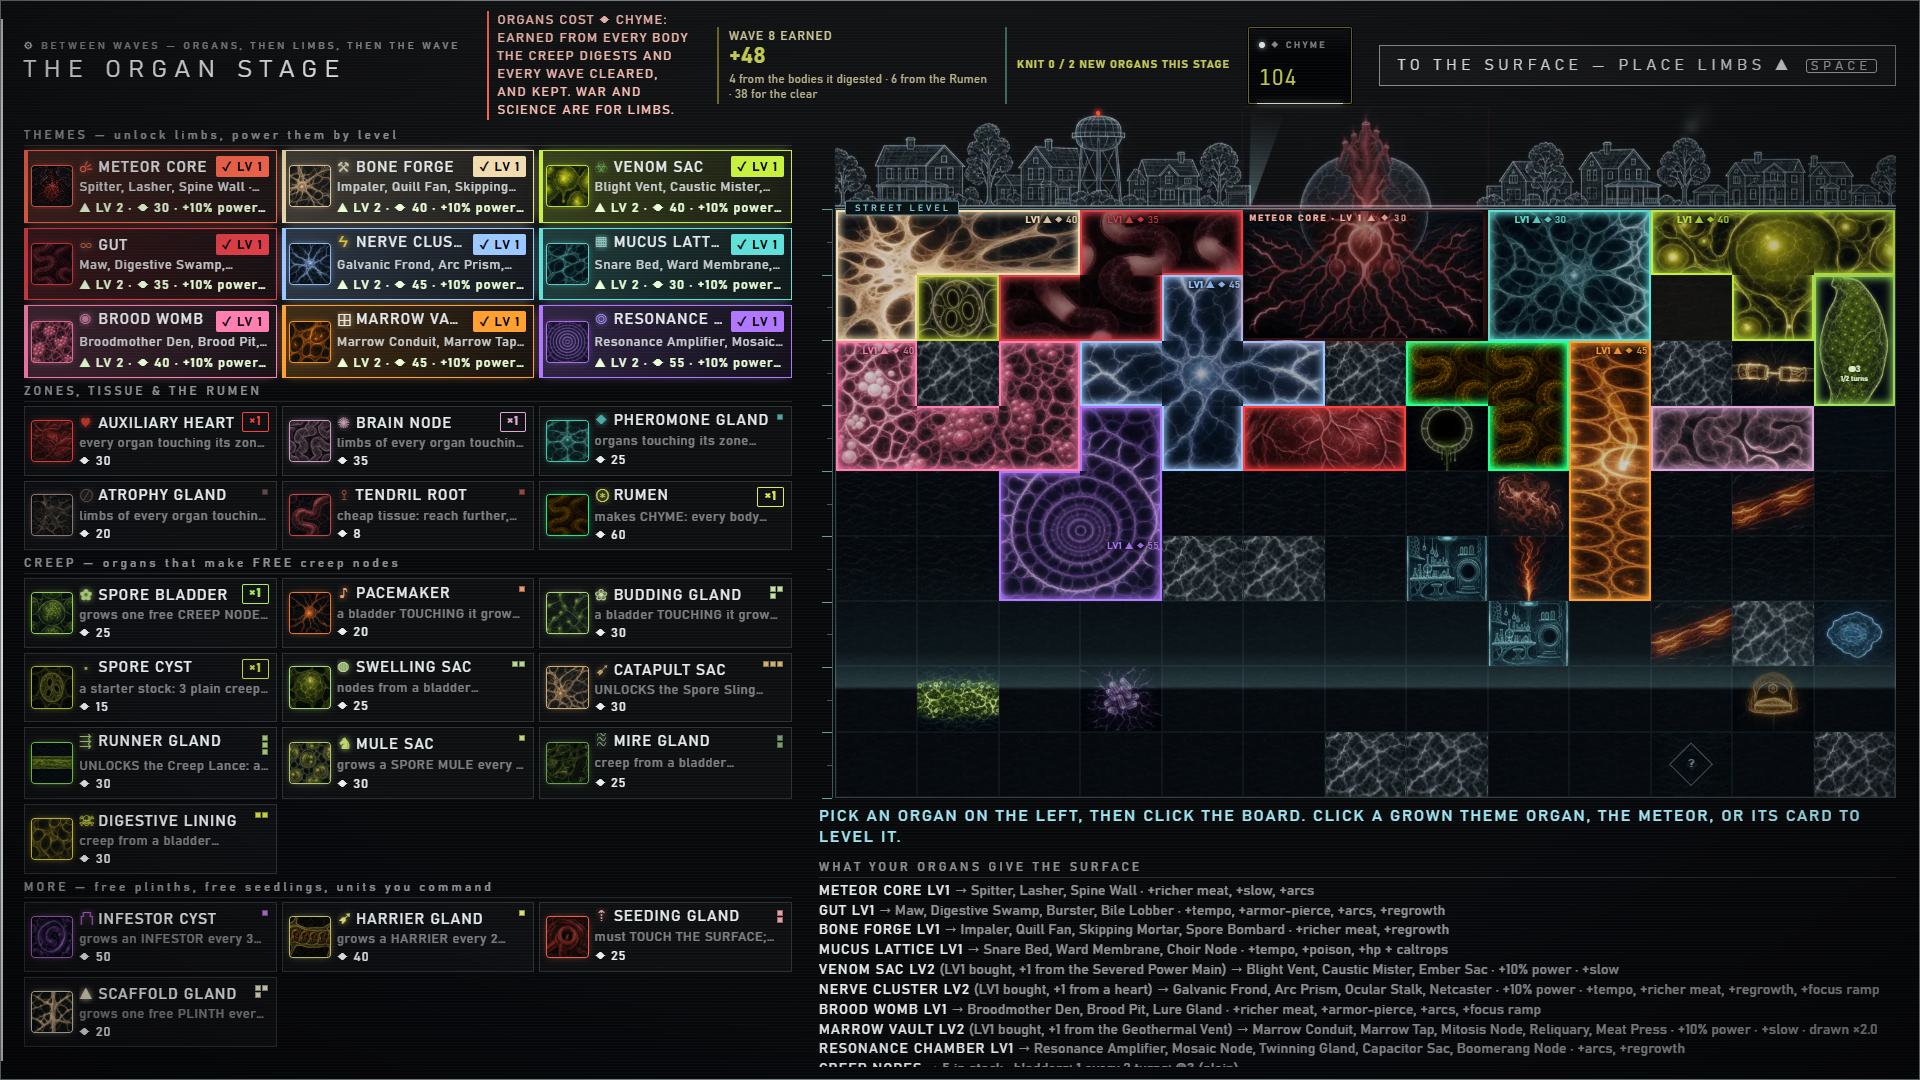 BETWEEN WAVES — ORGANS, THEN LIMBS, THEN THE WAVE
THE ORGAN STAGE
ORGANS COST ◆ CHYME:
EARNED FROM EVERY BODY
THE CREEP DIGESTS AND
EVERY WAVE CLEARED,
AND KEPT. WAR AND
SCIENCE ARE FOR LIMBS.
WAVE 8 EARNED
+48
4 from the bodies it digested · 6 from the Rumen
· 38 for the clear
KNIT 0 / 2 NEW ORGANS THIS STAGE
◆ CHYME
104
TO THE SURFACE — PLACE LIMBS ▲ SPACE
THEMES — unlock limbs, power them by level
METEOR CORE ✓ LV 1
Spitter, Lasher, Spine Wall ·…
▲ LV 2 · ◆ 30 · +10% power…
BONE FORGE ✓ LV 1
Impaler, Quill Fan, Skipping…
▲ LV 2 · ◆ 40 · +10% power…
VENOM SAC ✓ LV 1
Blight Vent, Caustic Mister,…
▲ LV 2 · ◆ 40 · +10% power…
GUT ✓ LV 1
Maw, Digestive Swamp,…
▲ LV 2 · ◆ 35 · +10% power…
NERVE CLUS… ✓ LV 1
Galvanic Frond, Arc Prism,…
▲ LV 2 · ◆ 45 · +10% power…
MUCUS LATT… ✓ LV 1
Snare Bed, Ward Membrane,…
▲ LV 2 · ◆ 30 · +10% power…
BROOD WOMB ✓ LV 1
Broodmother Den, Brood Pit,…
▲ LV 2 · ◆ 40 · +10% power…
MARROW VA… ✓ LV 1
Marrow Conduit, Marrow Tap…
▲ LV 2 · ◆ 45 · +10% power…
RESONANCE … ✓ LV 1
Resonance Amplifier, Mosaic…
▲ LV 2 · ◆ 55 · +10% power…
ZONES, TISSUE & THE RUMEN
AUXILIARY HEART ×1
every organ touching its zon…
◆ 30
BRAIN NODE ×1
limbs of every organ touchin…
◆ 35
PHEROMONE GLAND
organs touching its zone…
◆ 25
ATROPHY GLAND
limbs of every organ touchin…
◆ 20
TENDRIL ROOT
cheap tissue: reach further,…
◆ 8
RUMEN ×1
makes CHYME: every body…
◆ 60
CREEP — organs that make FREE creep nodes
SPORE BLADDER ×1
grows one free CREEP NODE…
◆ 25
PACEMAKER
a bladder TOUCHING it grow…
◆ 20
BUDDING GLAND
a bladder TOUCHING it grow…
◆ 30
SPORE CYST ×1
a starter stock: 3 plain creep…
◆ 15
SWELLING SAC
nodes from a bladder…
◆ 25
CATAPULT SAC
UNLOCKS the Spore Sling…
◆ 30
RUNNER GLAND
UNLOCKS the Creep Lance: a…
◆ 30
MULE SAC
grows a SPORE MULE every …
◆ 30
MIRE GLAND
creep from a bladder…
◆ 25
DIGESTIVE LINING
creep from a bladder…
◆ 30
MORE — free plinths, free seedlings, units you command
INFESTOR CYST
grows an INFESTOR every 3…
◆ 50
HARRIER GLAND
grows a HARRIER every 2…
◆ 40
SEEDING GLAND
must TOUCH THE SURFACE;…
◆ 25
SCAFFOLD GLAND
grows one free PLINTH ever…
◆ 20
STREET LEVEL
LV1 ▲ ◆ 40
LV1 ▲ ◆ 35
METEOR CORE · LV 1 ▲ ◆ 30
LV1 ▲ ◆ 30
LV1 ▲ ◆ 40
LV1 ▲ ◆ 45
LV1 ▲ ◆ 40
LV1 ▲ ◆ 45
3
1/2 turns
LV1 ▲ ◆ 55
?
PICK AN ORGAN ON THE LEFT, THEN CLICK THE BOARD. CLICK A GROWN THEME ORGAN, THE METEOR, OR ITS CARD TO
LEVEL IT.
WHAT YOUR ORGANS GIVE THE SURFACE
METEOR CORE LV1 → Spitter, Lasher, Spine Wall · +richer meat, +slow, +arcs
GUT LV1 → Maw, Digestive Swamp, Burster, Bile Lobber · +tempo, +armor-pierce, +arcs, +regrowth
BONE FORGE LV1 → Impaler, Quill Fan, Skipping Mortar, Spore Bombard · +richer meat, +regrowth
MUCUS LATTICE LV1 → Snare Bed, Ward Membrane, Choir Node · +tempo, +poison, +hp + caltrops
VENOM SAC LV2 (LV1 bought, +1 from the Severed Power Main) → Blight Vent, Caustic Mister, Ember Sac · +10% power · +slow
NERVE CLUSTER LV2 (LV1 bought, +1 from a heart) → Galvanic Frond, Arc Prism, Ocular Stalk, Netcaster · +10% power · +tempo, +richer meat, +regrowth, +focus ramp
BROOD WOMB LV1 → Broodmother Den, Brood Pit, Lure Gland · +richer meat, +armor-pierce, +arcs, +focus ramp
MARROW VAULT LV2 (LV1 bought, +1 from the Geothermal Vent) → Marrow Conduit, Marrow Tap, Mitosis Node, Reliquary, Meat Press · +10% power · +slow · drawn ×2.0
RESONANCE CHAMBER LV1 → Resonance Amplifier, Mosaic Node, Twinning Gland, Capacitor Sac, Boomerang Node · +arcs, +regrowth